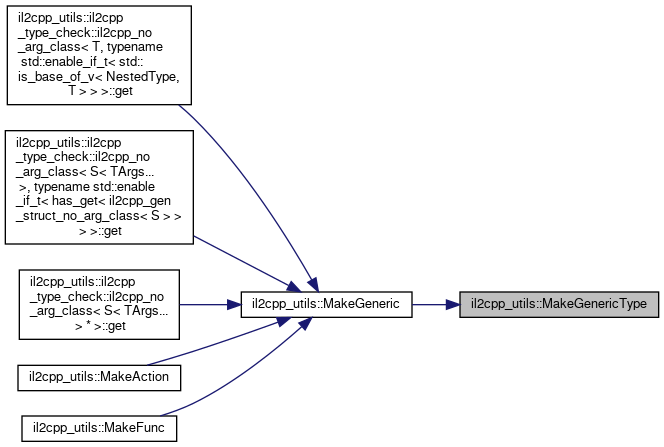 il2cpp_utils::il2cpp
_type_check::il2cpp_no
_arg_class< T, typename
std::enable_if_t< std::
is_base_of_v< NestedType,
T > > >::get
il2cpp_utils::il2cpp
_type_check::il2cpp_no
_arg_class< S< TArgs...
>, typename std::enable
_if_t< has_get< il2cpp_gen
_struct_no_arg_class< S > >
> >::get
il2cpp_utils::il2cpp
_type_check::il2cpp_no
_arg_class< S< TArgs...
> * >::get
il2cpp_utils::MakeGeneric
il2cpp_utils::MakeGenericType
il2cpp_utils::MakeAction
il2cpp_utils::MakeFunc